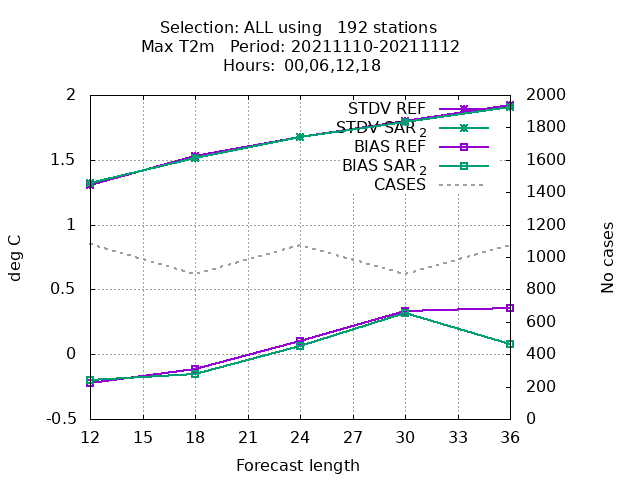 Selection: ALL using   192 stations
Max T2m   Period: 20211110-20211112
Hours: 00,06,12,18
2
1.5
1
0.5
0
-0.5
2000
1800
1600
1400
1200
1000
800
600
400
200
0
STDV REF
STDV SAR 2
BIAS REF
BIAS SAR 2
CASES
deg C
No cases
12 15 18 21 24 27 30 33 36
Forecast length